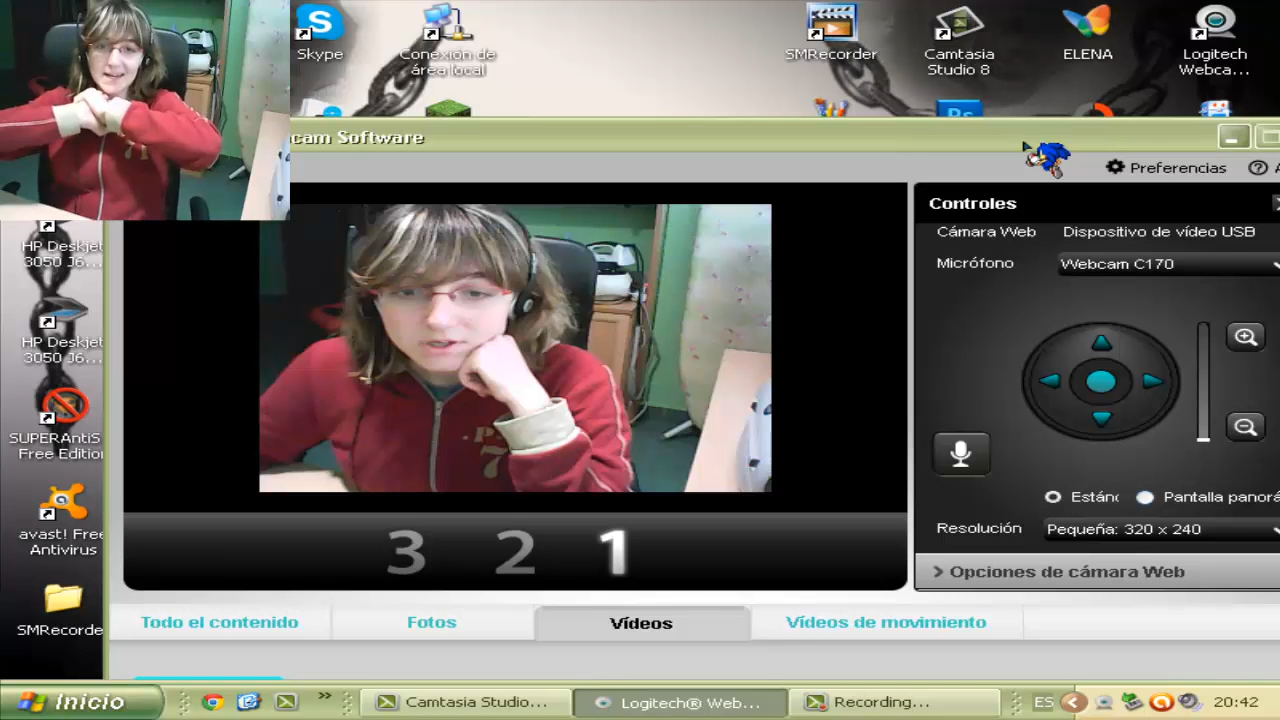 Skype
Conexión de
área local
SMRecorder
Camtasia
Studio 8
ELENA
Logitech
Webca...
Ps
cam Software
Preferencias
Controles
Cámara Web
Dispositivo de vídeo USB
Micrófono
Webcam C170
HP Deskjet
3050 J6...
HP Deskjet
3050 J6...
SUPERAntiS
Free Edition
avast! Free
Antivirus
SMRecorde
Estánc
Pantalla panorá
Resolución
Pequeña: 320 x 240
Opciones de cámara Web
3 2 1
Todo el contenido
Fotos
Vídeos
Vídeos de movimiento
Inicio
Camtasia Studio...
Logitech® Web...
Recording...
ES
20:42